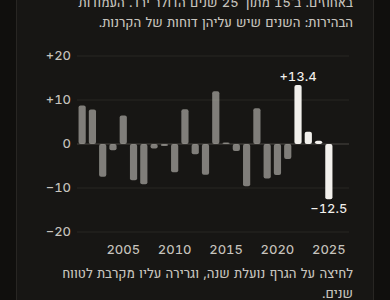 באחוזים. ב־15 מתוך 25 שנים הדולר ירד. העמודות
הבהירות: השנים שיש עליהן דוחות של הקרנות.
+20
+13.4
+10
0
−10
−12.5
−20
2005 2010 2015 2020 2025
לחיצה על הגרף נועלת שנה, וגרירה עליו מקרבת לטווח
שנים.